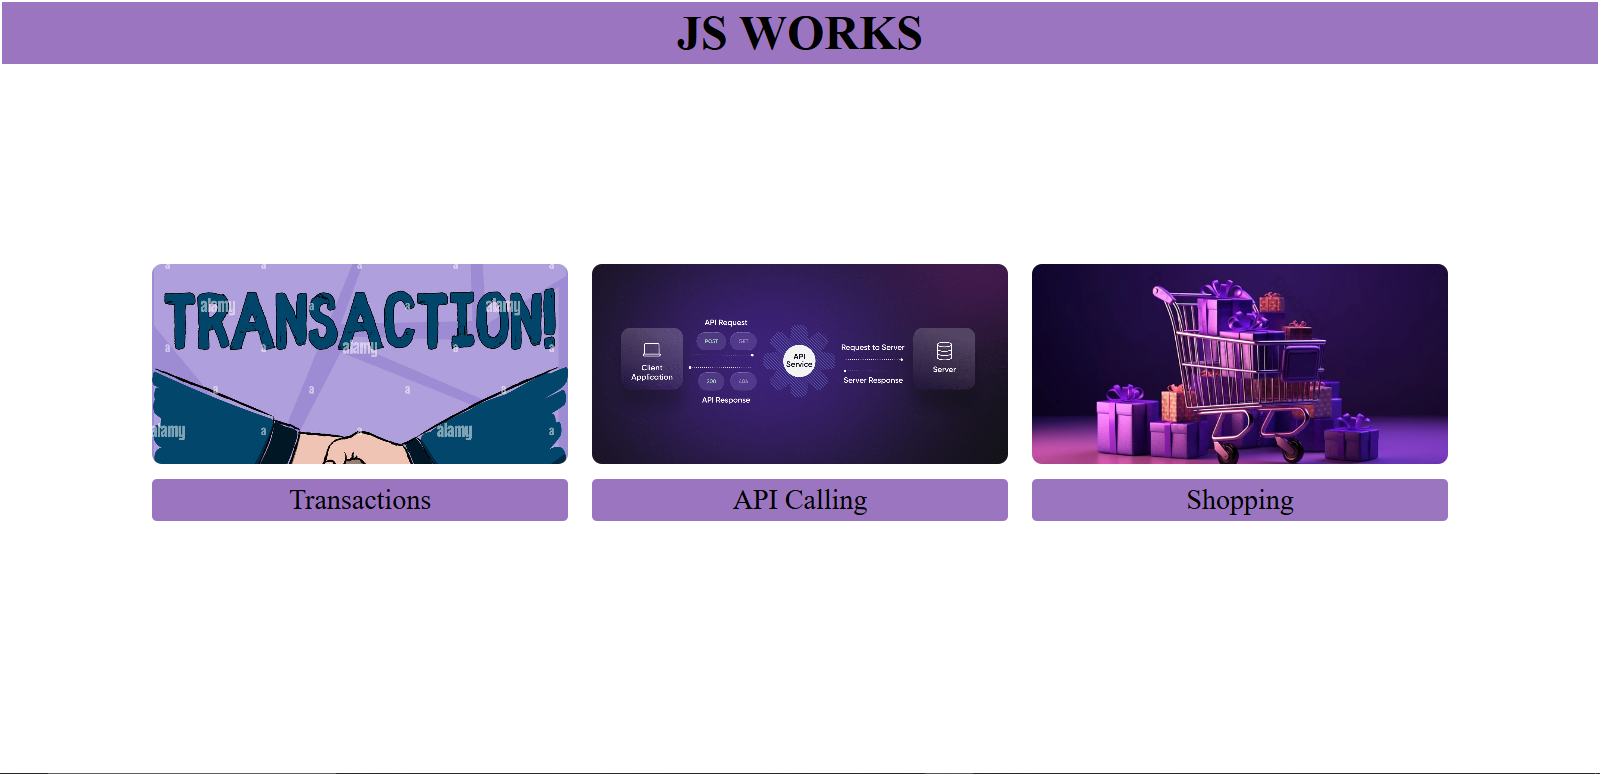 JS WORKS
TRANSACTION!
alamy
alamy
alamy
alamy
alamy
a
a
a
a
a
a
a
a
a
a
a
a
a
a
API Request
POST
GET
Client
Application
200
404
API Response
API
Service
Request to Server
Server Response
Server
Transactions
API Calling
Shopping